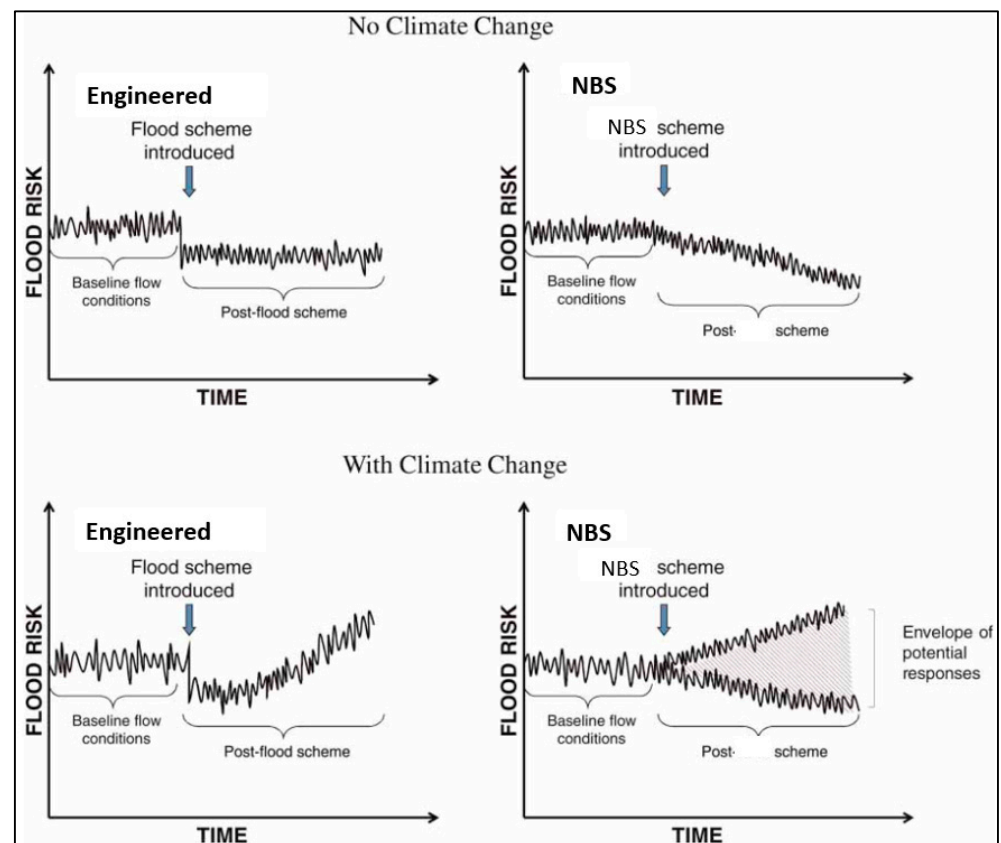 No Climate Change
Engineered
Flood scheme
introduced
FLOOD RISK
Baseline flow
conditions
Post-flood scheme
TIME
NBS
NBS scheme
introduced
FLOOD RISK
Baseline flow
conditions
Post- scheme
TIME
With Climate Change
Engineered
Flood scheme
introduced
FLOOD RISK
Baseline flow
conditions
Post-flood scheme
TIME
NBS
NBS scheme
introduced
FLOOD RISK
Baseline flow
conditions
Post- scheme
Envelope of
potential
responses
TIME